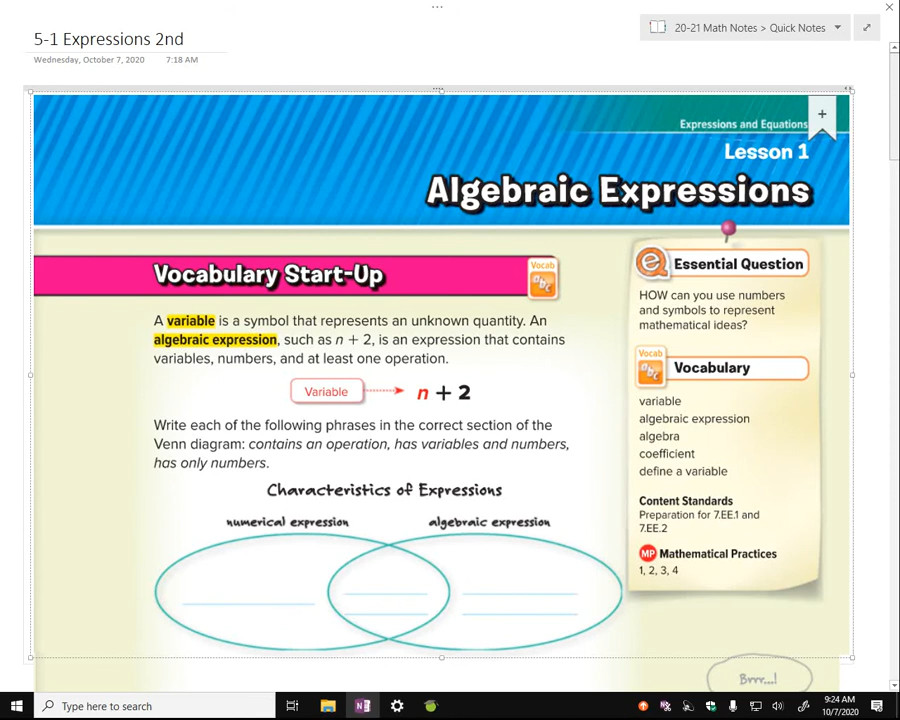 5-1 Expressions 2nd
20-21 Math Notes > Quick Notes
Wednesday, October 7, 2020 7:18 AM
Expressions and Equations
Lesson 1
Algebraic Expressions
Vocabulary Start-Up
Vocab
abc
A variable is a symbol that represents an unknown quantity. An
algebraic expression, such as n + 2, is an expression that contains
variables, numbers, and at least one operation.
Variable n + 2
Write each of the following phrases in the correct section of the
Venn diagram: contains an operation, has variables and numbers,
has only numbers.
Characteristics of Expressions
numerical expression algebraic expression
e Essential Question
HOW can you use numbers
and symbols to represent
mathematical ideas?
Vocab
abc
Vocabulary
variable
algebraic expression
algebra
coefficient
define a variable
Content Standards
Preparation for 7.EE.1 and
7.EE.2
MP Mathematical Practices
1, 2, 3, 4
Brrr...!
Type here to search
N
9:24 AM
10/7/2020